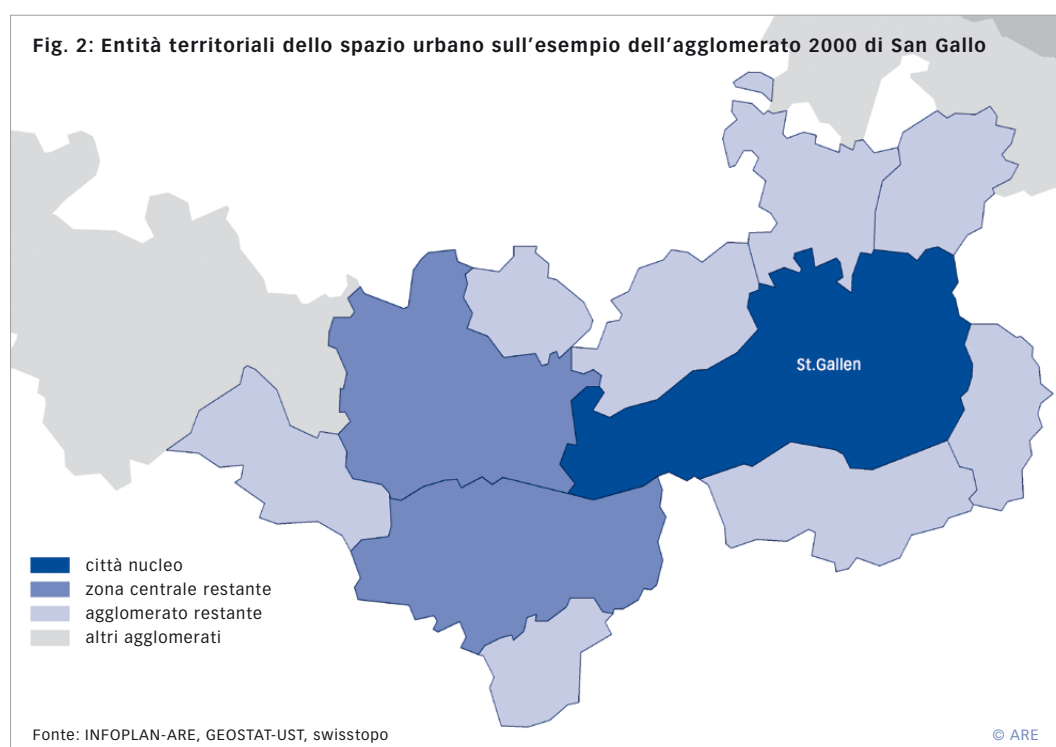 Fig. 2: Entità territoriali dello spazio urbano sull'esempio dell'agglomerato 2000 di San Gallo
St.Gallen
città nucleo
zona centrale restante
agglomerato restante
altri agglomerati
Fonte: INFOPLAN-ARE, GEOSTAT-UST, swisstopo
© ARE